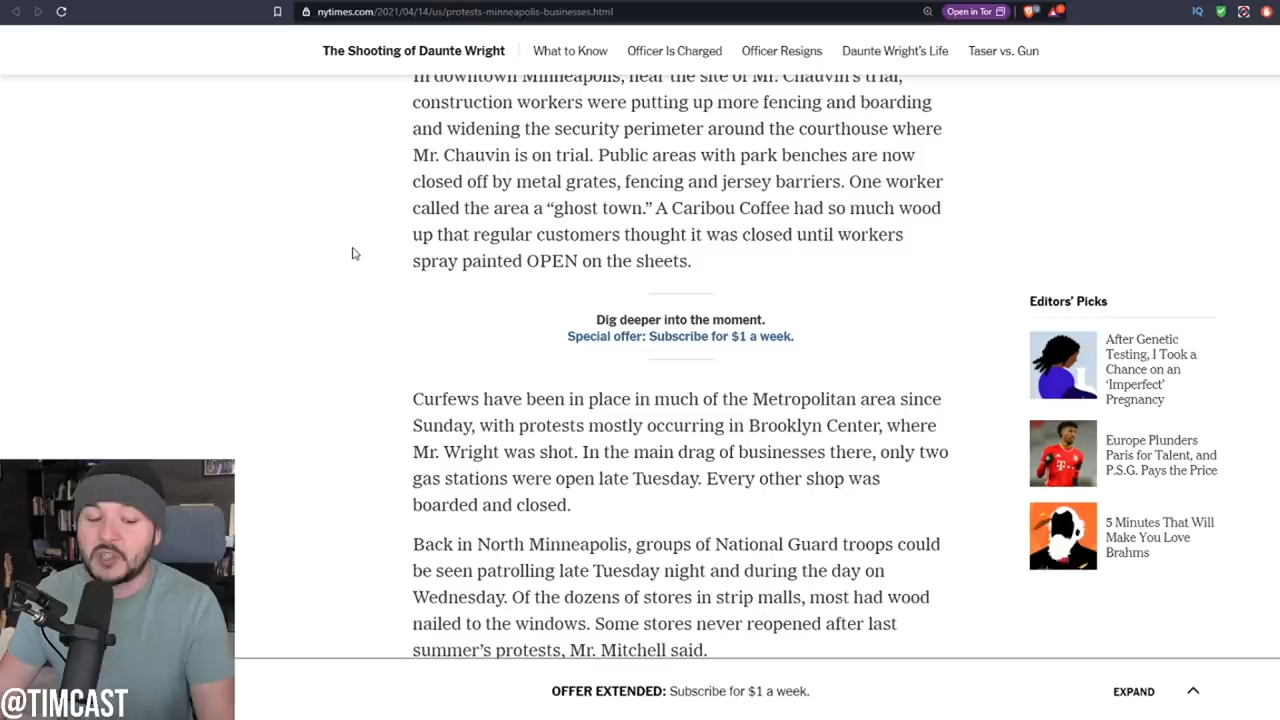 nytimes.com/2021/04/14/us/protests-minneapolis-businesses.html
Open in Tor
IQ
The Shooting of Daunte Wright
What to Know
Officer Is Charged
Officer Resigns
Daunte Wright's Life
Taser vs. Gun
In downtown Minneapolis, near the site of Mr. Chauvin's trial,
construction workers were putting up more fencing and boarding
and widening the security perimeter around the courthouse where
Mr. Chauvin is on trial. Public areas with park benches are now
closed off by metal grates, fencing and jersey barriers. One worker
called the area a “ghost town.” A Caribou Coffee had so much wood
up that regular customers thought it was closed until workers
spray painted OPEN on the sheets.
Dig deeper into the moment.
Special offer: Subscribe for $1 a week.
Curfews have been in place in much of the Metropolitan area since
Sunday, with protests mostly occurring in Brooklyn Center, where
Mr. Wright was shot. In the main drag of businesses there, only two
gas stations were open late Tuesday. Every other shop was
boarded and closed.
Back in North Minneapolis, groups of National Guard troops could
be seen patrolling late Tuesday night and during the day on
Wednesday. Of the dozens of stores in strip malls, most had wood
nailed to the windows. Some stores never reopened after last
summer's protests, Mr. Mitchell said.
Editors' Picks
After Genetic
Testing, I Took a
Chance on an
‘Imperfect’
Pregnancy
Europe Plunders
Paris for Talent, and
P.S.G. Pays the Price
5 Minutes That Will
Make You Love
Brahms
OFFER EXTENDED: Subscribe for $1 a week.
EXPAND
@TIMCAST